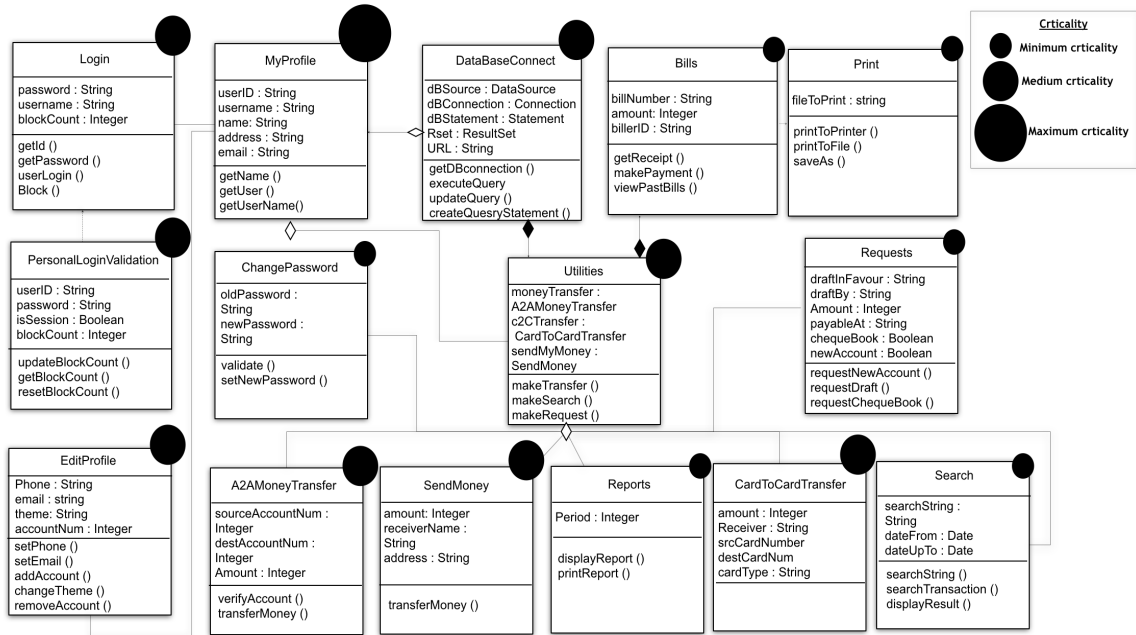 Crticality
Minimum crticality
Medium crticality
Maximum crticality
Login
password : String
username : String
blockCount : Integer
getId ()
getPassword ()
userLogin ()
Block ()
MyProfile
userID : String
username : String
name: String
address : String
email : String
getName ()
getUser ()
getUserName()
DataBaseConnect
dBSource : DataSource
dBConnection : Connection
dBStatement : Statement
Rset : ResultSet
URL : String
getDBconnection ()
executeQuery
updateQuery ()
createQuesryStatement ()
Bills
billNumber : String
amount: Integer
billerID : String
getReceipt ()
makePayment ()
viewPastBills ()
Print
fileToPrint : string
printToPrinter ()
printToFile ()
saveAs ()
PersonalLoginValidation
userID : String
password : String
isSession : Boolean
blockCount : Integer
updateBlockCount ()
getBlockCount ()
resetBlockCount ()
ChangePassword
oldPassword :
String
newPassword :
String
validate ()
setNewPassword ()
Utilities
moneyTransfer :
A2AMoneyTransfer
c2CTransfer :
CardToCardTransfer
sendMyMoney :
SendMoney
makeTransfer ()
makeSearch ()
makeRequest ()
Requests
draftInFavour : String
draftBy : String
Amount : Integer
payableAt : String
chequeBook : Boolean
newAccount : Boolean
requestNewAccount ()
requestDraft ()
requestChequeBook ()
EditProfile
Phone : String
email : string
theme: String
accountNum : Integer
setPhone ()
setEmail ()
addAccount ()
changeTheme ()
removeAccount ()
A2AMoneyTransfer
sourceAccountNum :
Integer
destAccountNum :
Integer
Amount : Integer
verifyAccount ()
transferMoney ()
SendMoney
amount: Integer
receiverName :
String
address : String
transferMoney ()
Reports
Period : Integer
displayReport ()
printReport ()
CardToCardTransfer
amount : Integer
Receiver : String
srcCardNumber
destCardNum
cardType : String
Search
searchString :
String
dateFrom : Date
dateUpTo : Date
searchString ()
searchTransaction ()
displayResult ()